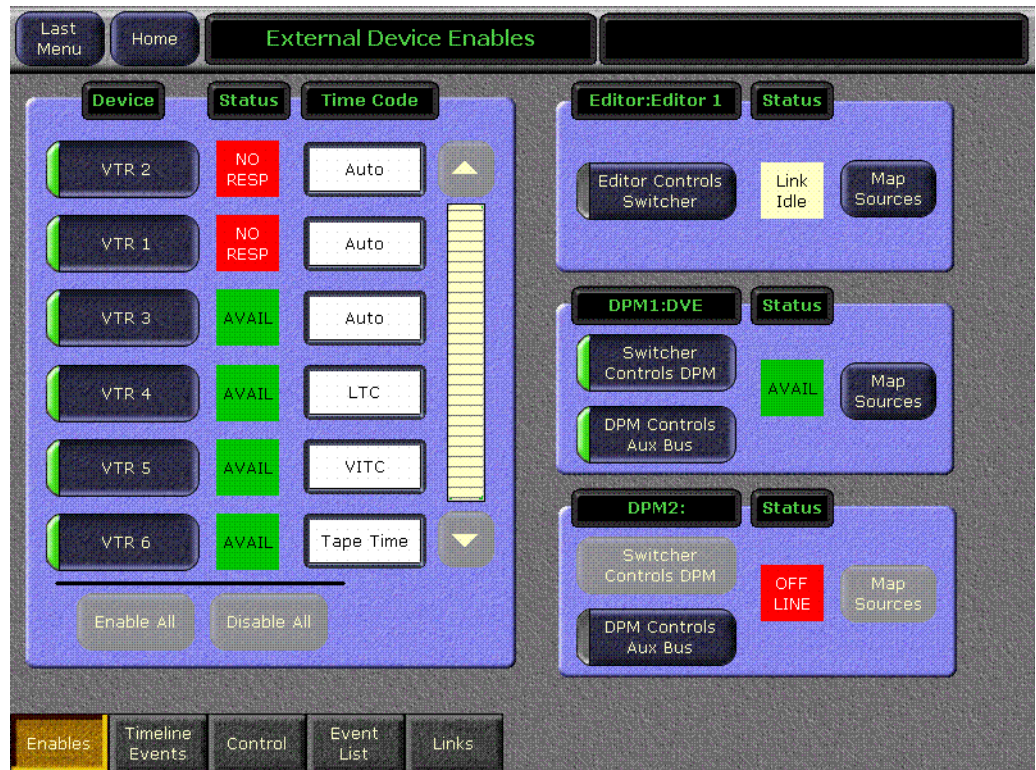 Last
Menu
Home
External Device Enables
Device
Status
Time Code
VTR 2
NO
RESP
Auto
VTR 1
NO
RESP
Auto
VTR 3
AVAIL
Auto
VTR 4
AVAIL
LTC
VTR 5
AVAIL
VITC
VTR 6
AVAIL
Tape Time
Enable All
Disable All
Editor:Editor 1
Status
Editor Controls
Switcher
Link
Idle
Map
Sources
DPM1:DVE
Status
Switcher
Controls DPM
DPM Controls
Aux Bus
AVAIL
Map
Sources
DPM2:
Status
Switcher
Controls DPM
DPM Controls
Aux Bus
OFF
LINE
Map
Sources
Enables
Timeline
Events
Control
Event
List
Links